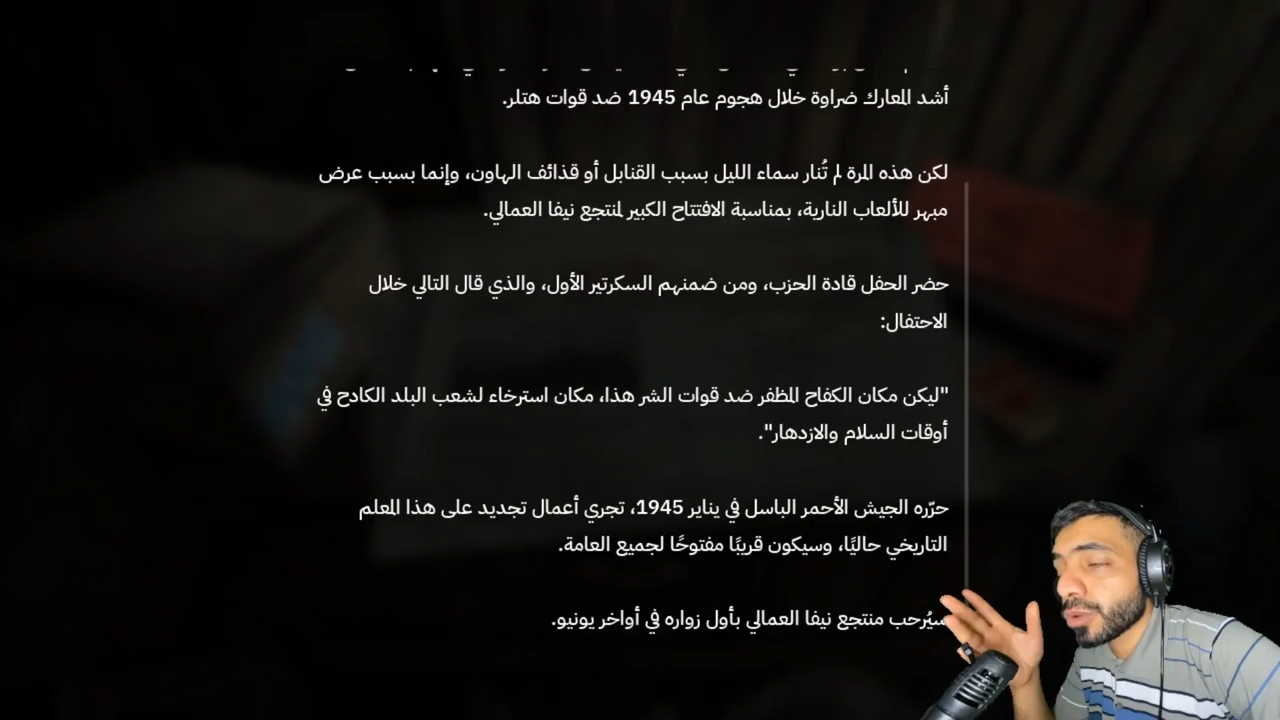 أشد المعارك ضراوة خلال هجوم عام 1945 ضد قوات هتلر.
لكن هذه المرة لم تُنار سماء الليل بسبب القنابل أو قذائف الهاون، وإنما بسبب عرض
مبهر للألعاب النارية، بمناسبة الافتتاح الكبير لمنتجع نيفا العمالي.
حضر الحفل قادة الحزب، ومن ضمنهم السكرتير الأول، والذي قال التالي خلال
الاحتفال:
"ليكن مكان الكفاح المظفر ضد قوات الشر هذا، مكان استرخاء لشعب البلد الكادح في
أوقات السلام والازدهار".
حرّره الجيش الأحمر الباسل في يناير 1945، تجري أعمال تجديد على هذا المعلم
التاريخي حاليًا، وسيكون قريبًا مفتوحًا لجميع العامة.
سيُرحب منتجع نيفا العمالي بأول زواره في أواخر يونيو.